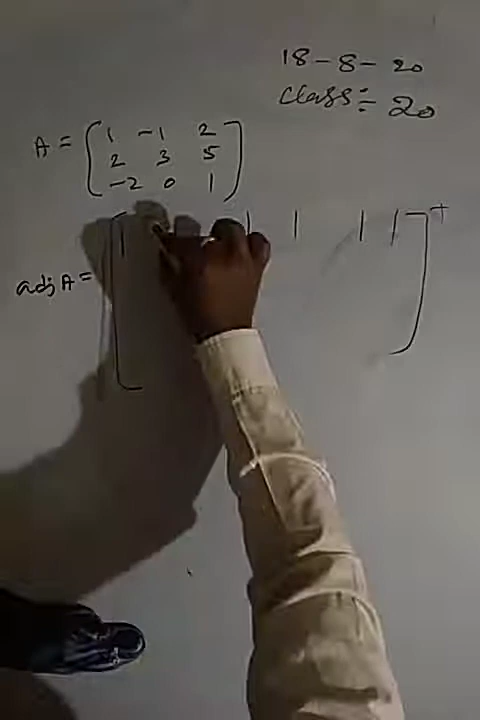 18-8-20
class:- 20
A = [ 1 -1 2
2 3 5
-2 0 1 ]
adj A = [ | | | | | ]+